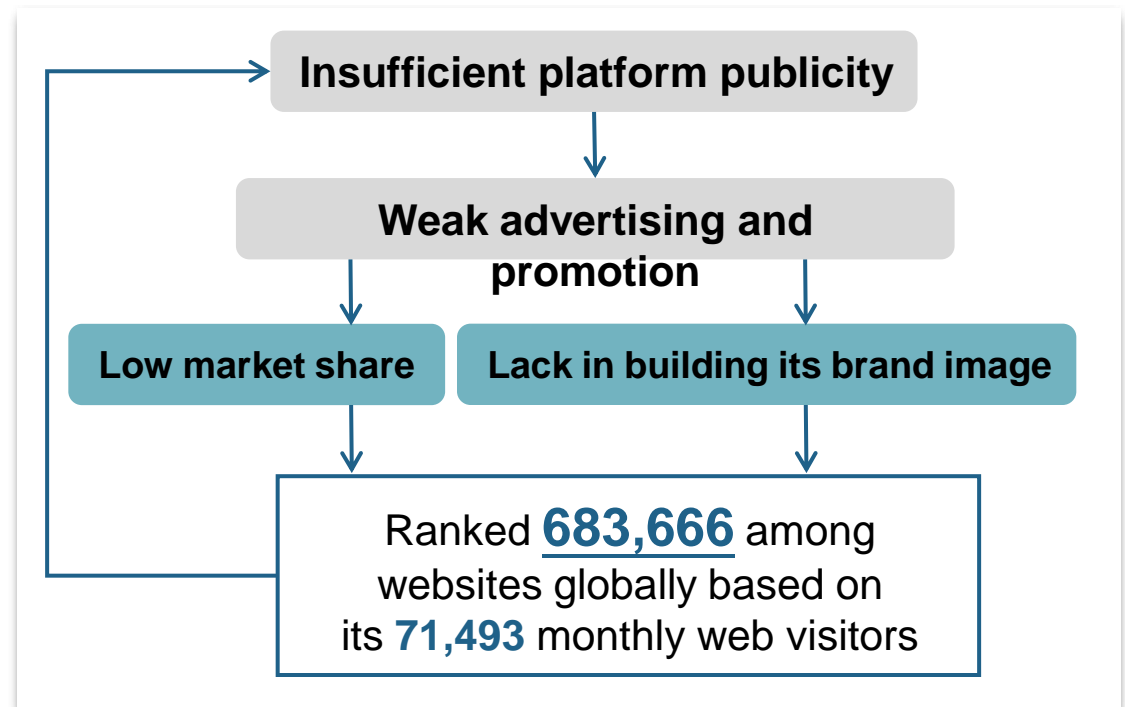 Insufficient platform publicity
Weak advertising and
promotion
Low market share
Lack in building its brand image
Ranked 683,666 among
websites globally based on
its 71,493 monthly web visitors